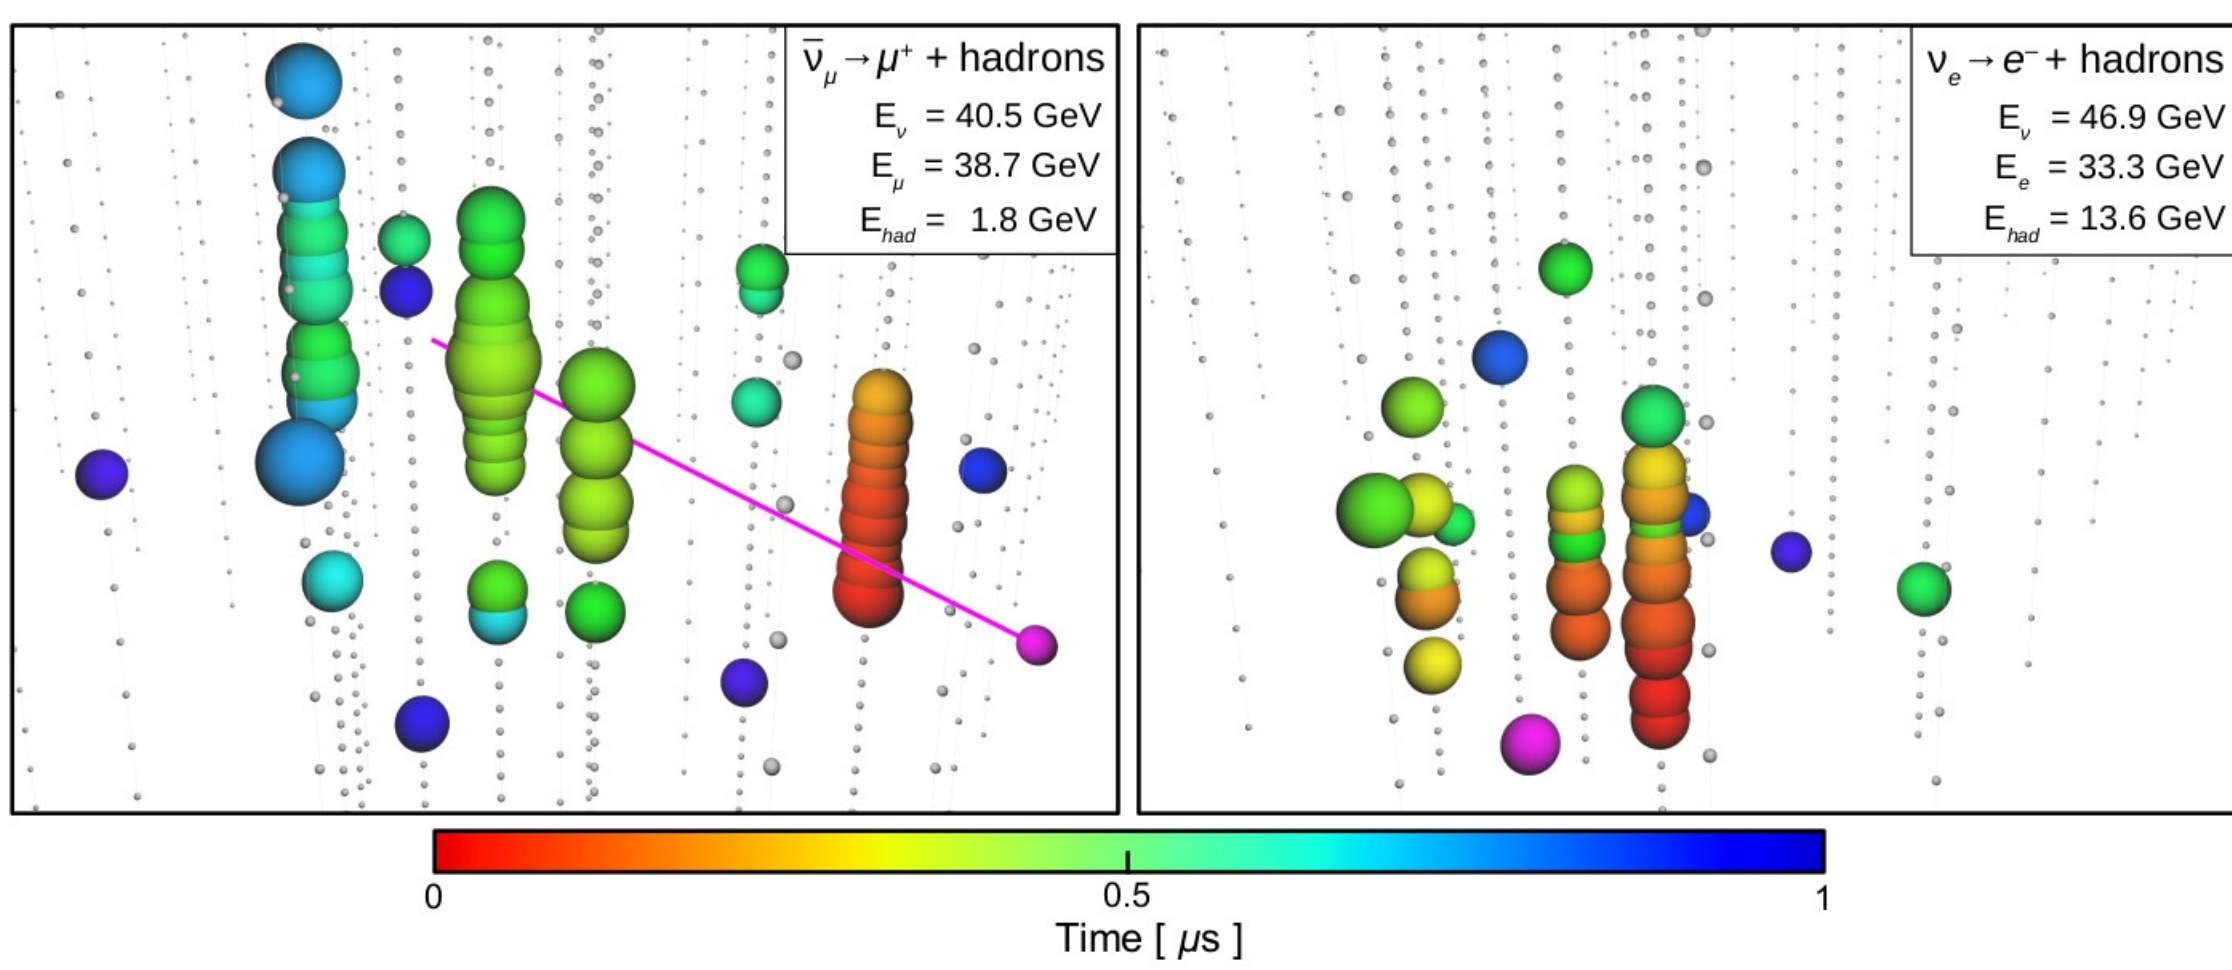 ν̄μ → μ⁺ + hadrons
Eν = 40.5 GeV
Eμ = 38.7 GeV
Ehad = 1.8 GeV
νe → e⁻ + hadrons
Eν = 46.9 GeV
Ee = 33.3 GeV
Ehad = 13.6 GeV
0 0.5 1
Time [ μs ]